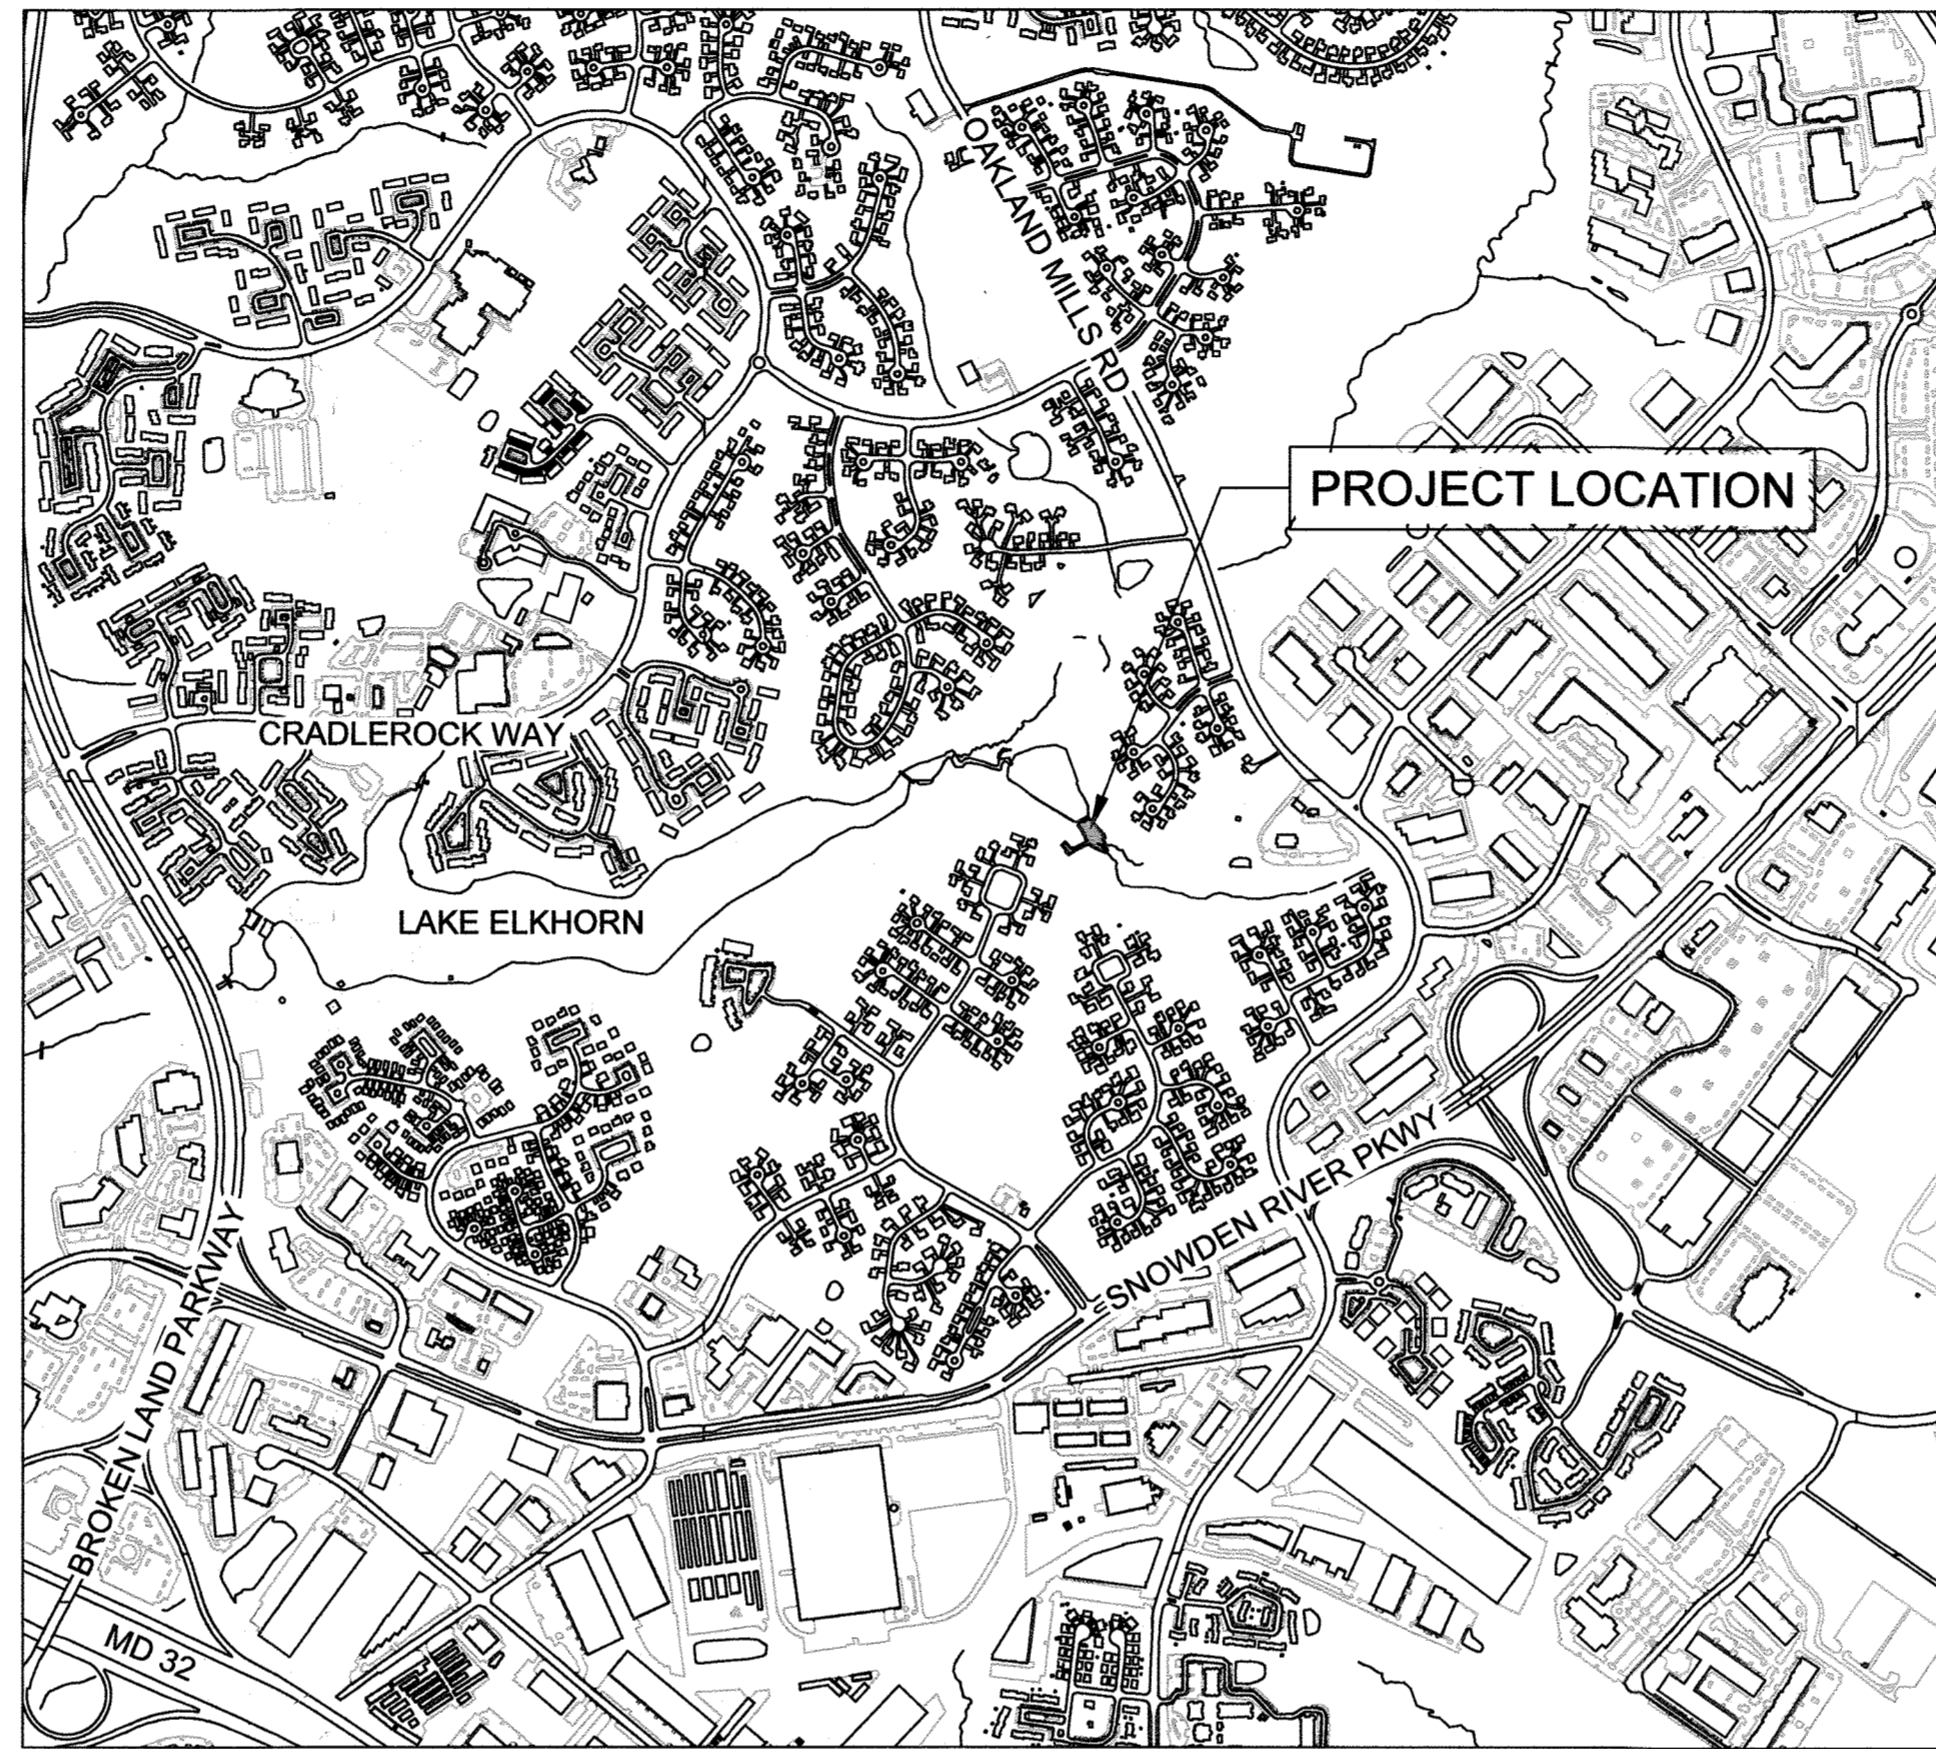 OAKLAND MILLS RD
PROJECT LOCATION
CRADLEROCK WAY
LAKE ELKHORN
SNOWDEN RIVER PKWY
BROKEN LAND PARKWAY
MD 32